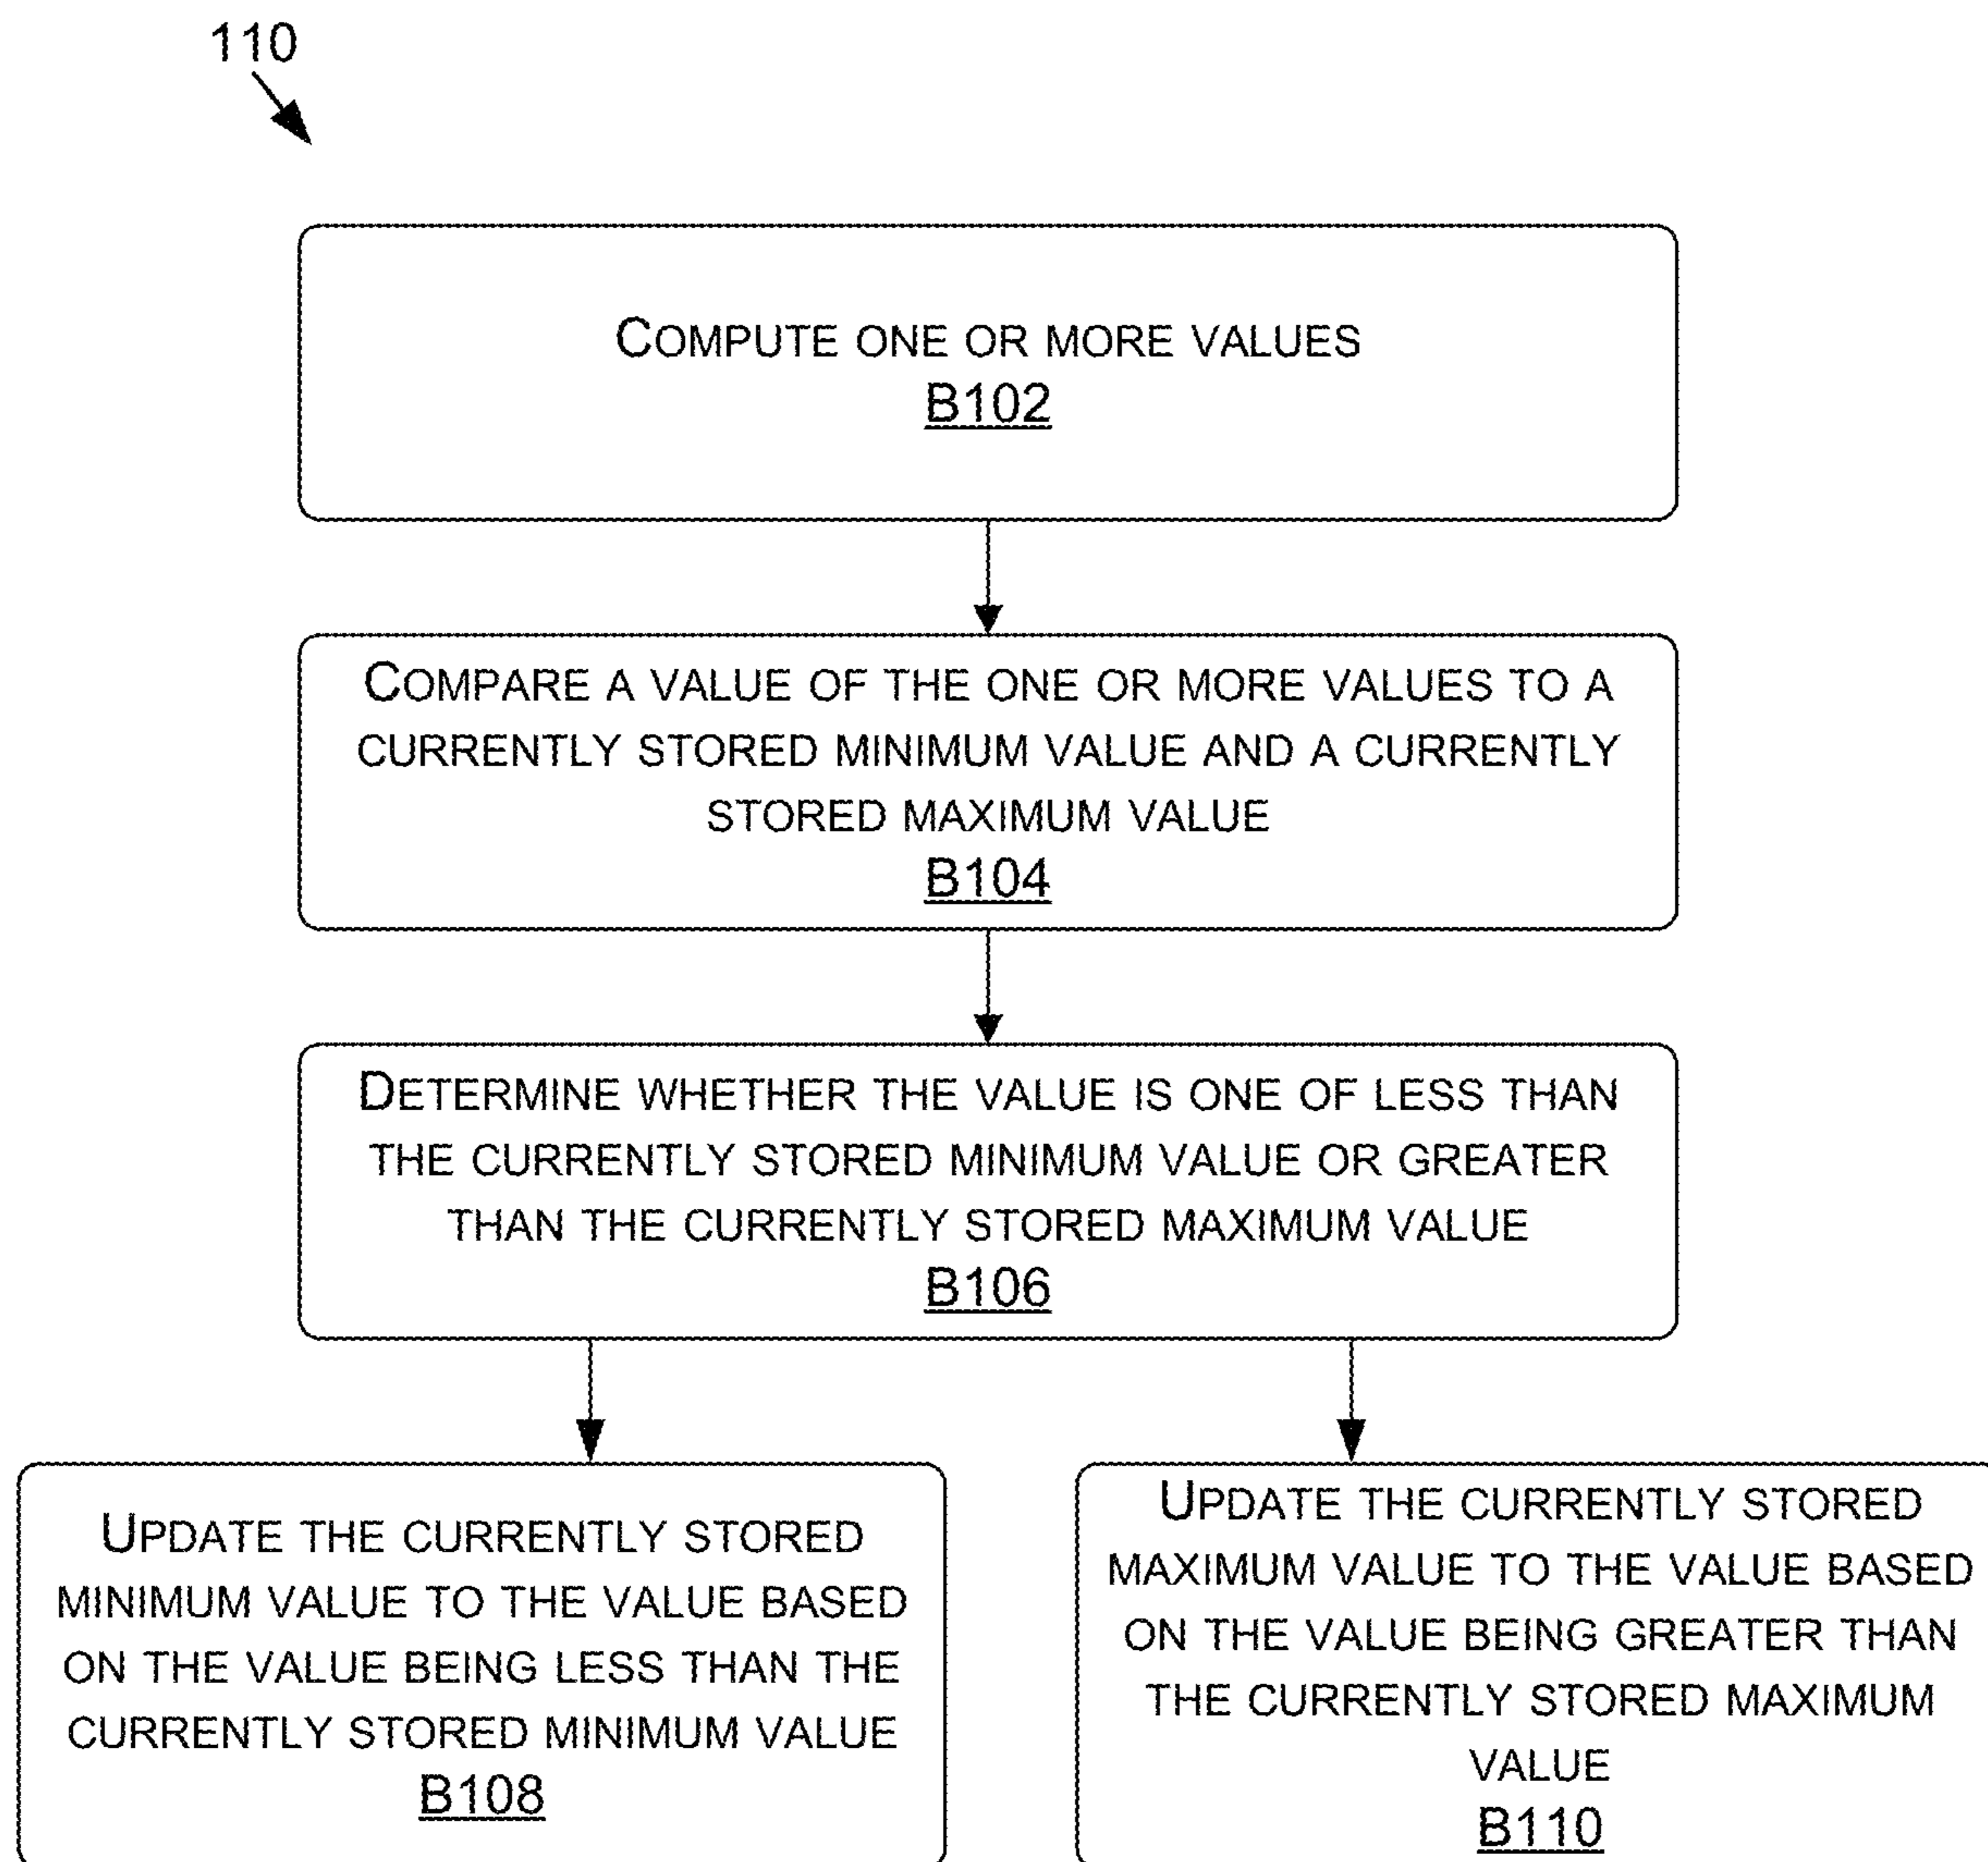 110
COMPUTE ONE OR MORE VALUES
B102
COMPARE A VALUE OF THE ONE OR MORE VALUES TO A
CURRENTLY STORED MINIMUM VALUE AND A CURRENTLY
STORED MAXIMUM VALUE
B104
DETERMINE WHETHER THE VALUE IS ONE OF LESS THAN
THE CURRENTLY STORED MINIMUM VALUE OR GREATER
THAN THE CURRENTLY STORED MAXIMUM VALUE
B106
UPDATE THE CURRENTLY STORED
MINIMUM VALUE TO THE VALUE BASED
ON THE VALUE BEING LESS THAN THE
CURRENTLY STORED MINIMUM VALUE
B108
UPDATE THE CURRENTLY STORED
MAXIMUM VALUE TO THE VALUE BASED
ON THE VALUE BEING GREATER THAN
THE CURRENTLY STORED MAXIMUM
VALUE
B110